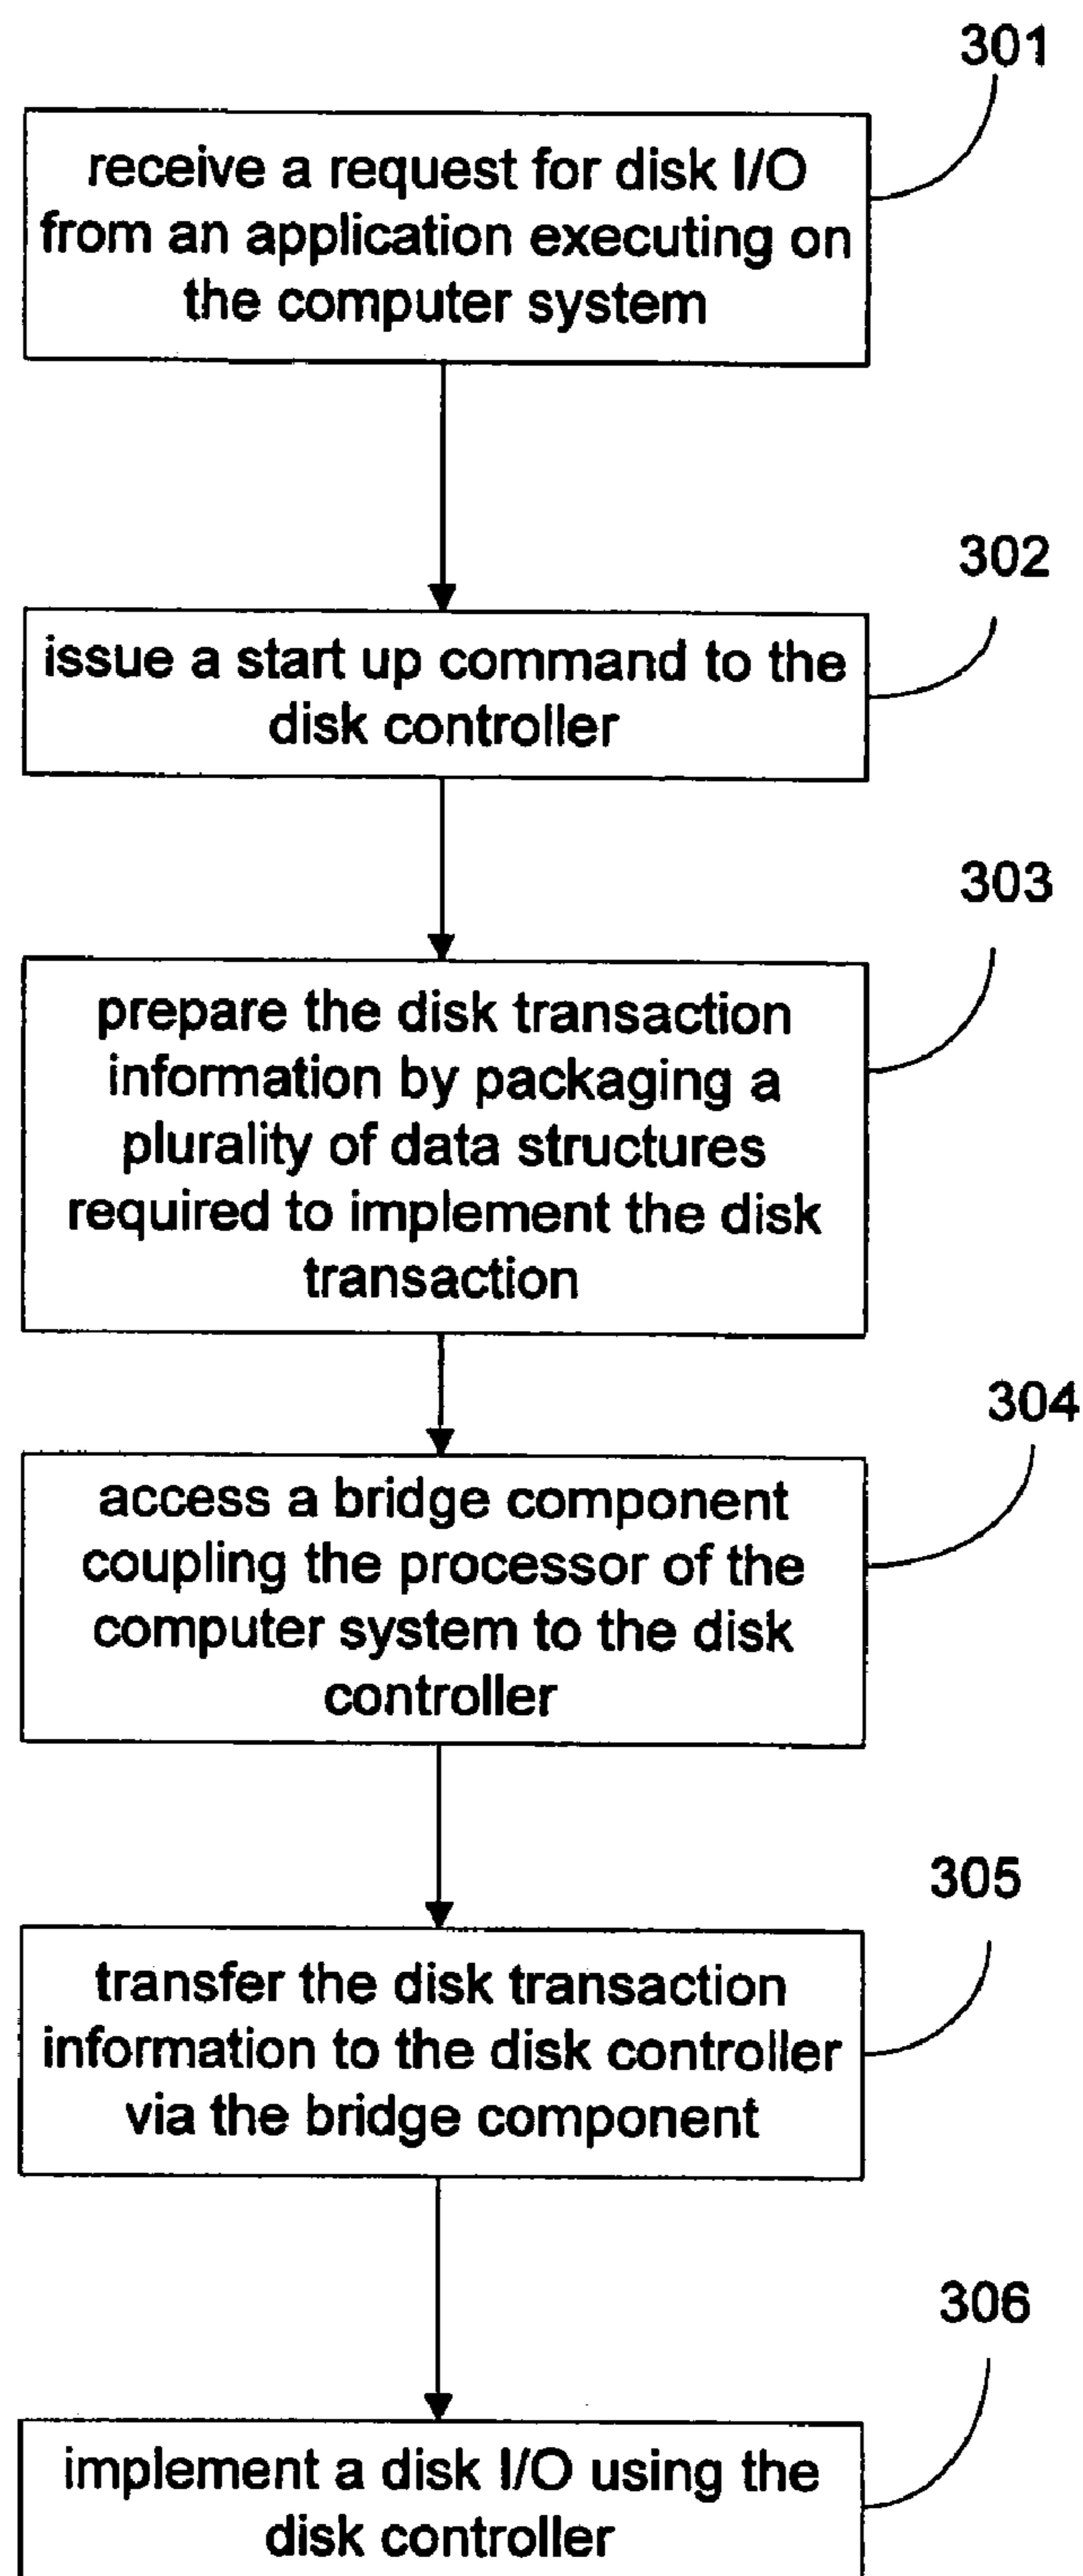 301
receive a request for disk I/O
from an application executing on
the computer system
302
issue a start up command to the
disk controller
303
prepare the disk transaction
information by packaging a
plurality of data structures
required to implement the disk
transaction
304
access a bridge component
coupling the processor of the
computer system to the disk
controller
305
transfer the disk transaction
information to the disk controller
via the bridge component
306
implement a disk I/O using the
disk controller